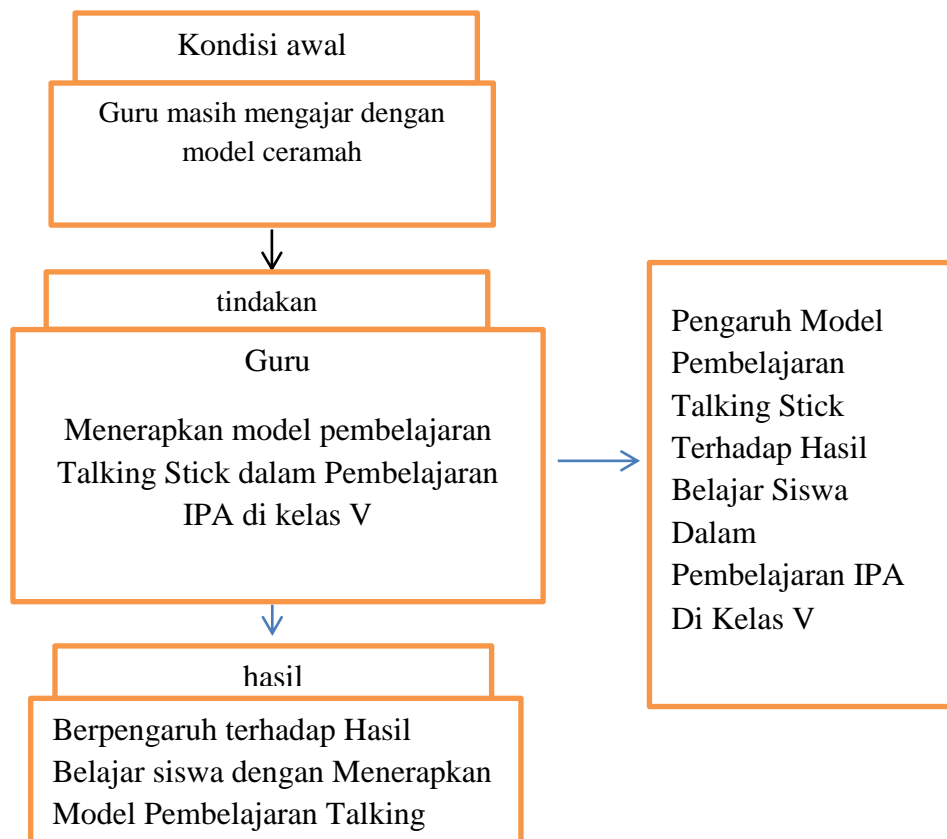 Kondisi awal
Guru masih mengajar dengan
model ceramah
tindakan
Guru
Menerapkan model pembelajaran
Talking Stick dalam Pembelajaran
IPA di kelas V
Pengaruh Model
Pembelajaran
Talking Stick
Terhadap Hasil
Belajar Siswa
Dalam
Pembelajaran IPA
Di Kelas V
hasil
Berpengaruh terhadap Hasil
Belajar siswa dengan Menerapkan
Model Pembelajaran Talking